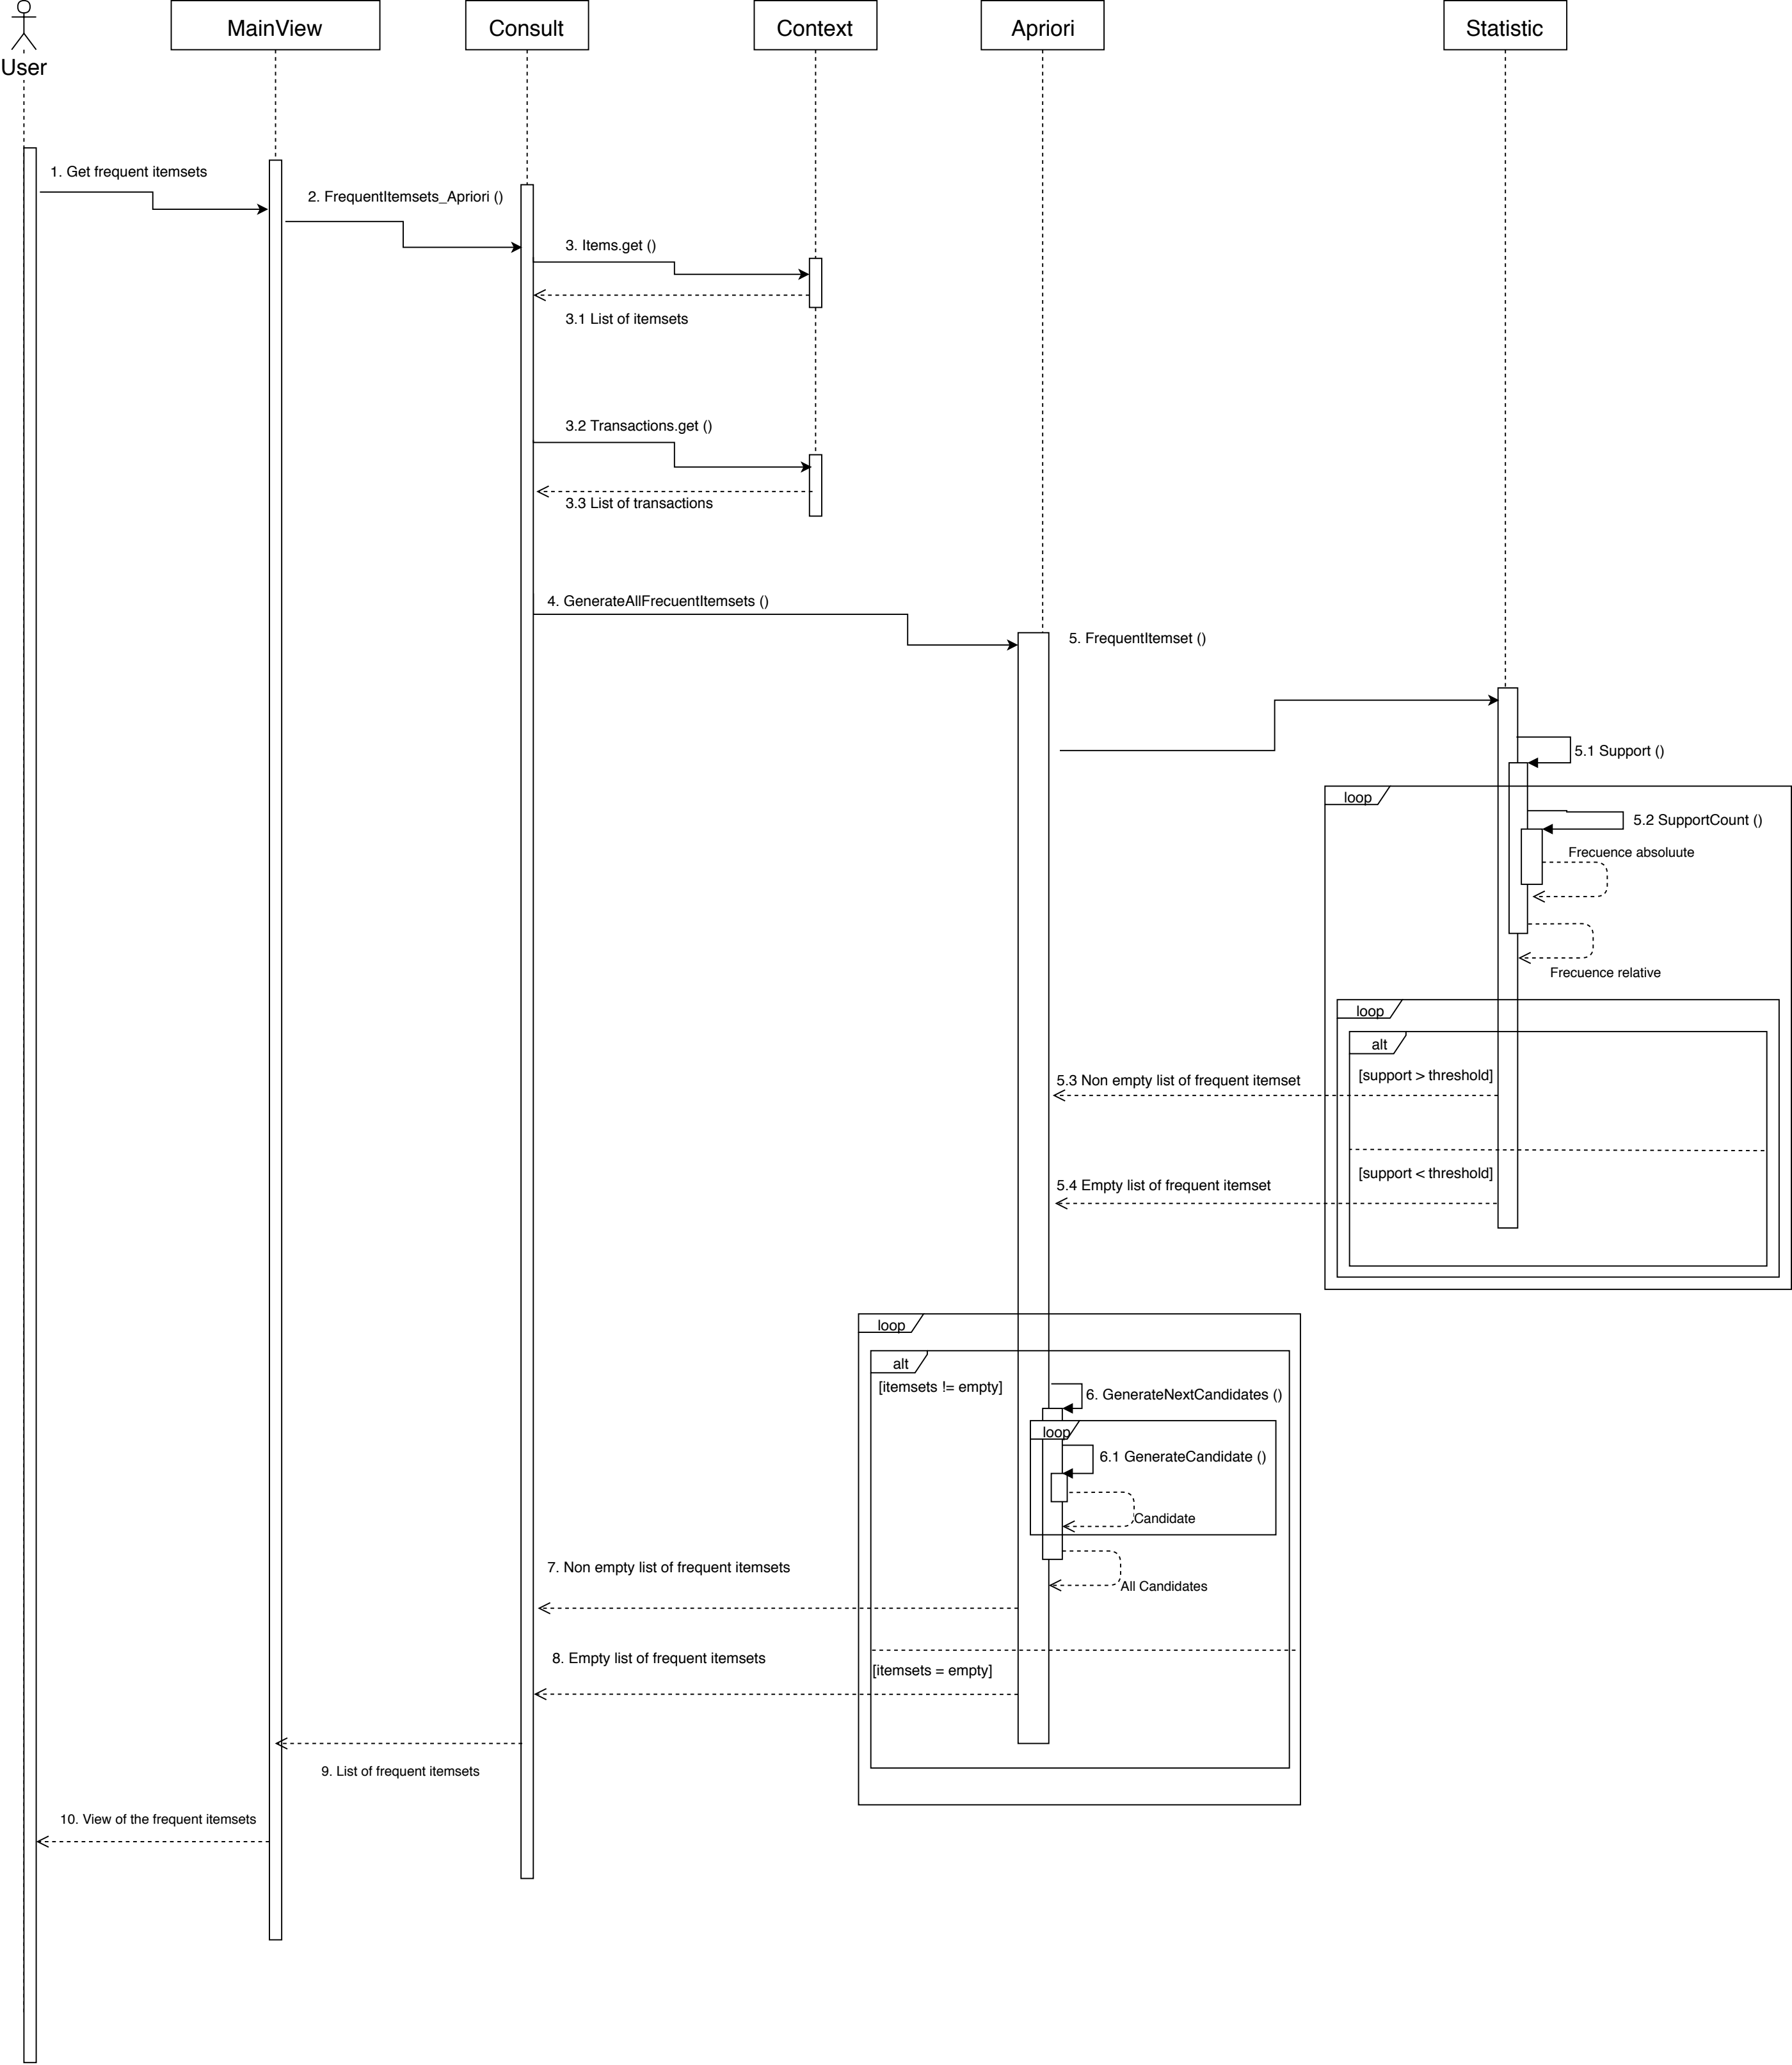 User
MainView
Consult
Context
Apriori
Statistic
1. Get frequent itemsets
2. FrequentItemsets_Apriori ()
3. Items.get ()
3.1 List of itemsets
3.2 Transactions.get ()
3.3 List of transactions
4. GenerateAllFrecuentItemsets ()
5. FrequentItemset ()
5.1 Support ()
loop
5.2 SupportCount ()
Frecuence absoluute
Frecuence relative
loop
alt
[support > threshold]
5.3 Non empty list of frequent itemset
[support < threshold]
5.4 Empty list of frequent itemset
loop
alt
[itemsets != empty]
6. GenerateNextCandidates ()
loop
6.1 GenerateCandidate ()
Candidate
7. Non empty list of frequent itemsets
All Candidates
8. Empty list of frequent itemsets
[itemsets = empty]
9. List of frequent itemsets
10. View of the frequent itemsets